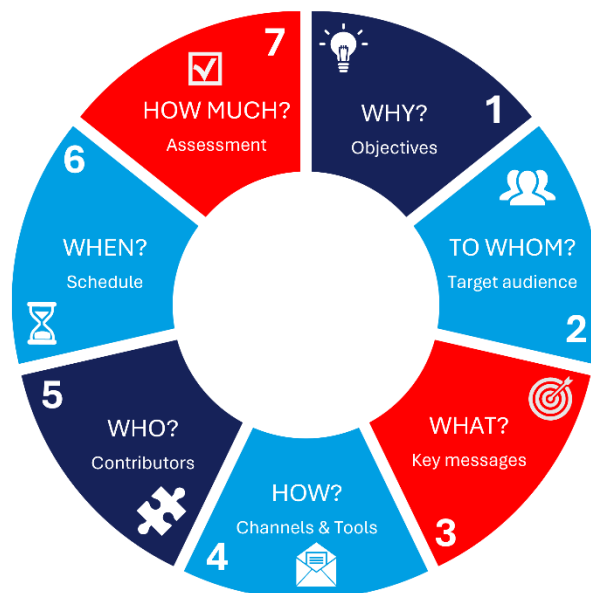 1
WHY?
Objectives
TO WHOM?
Target audience
2
WHAT?
Key messages
3
HOW?
Channels & Tools
4
5
WHO?
Contributors
6
WHEN?
Schedule
7
HOW MUCH?
Assessment